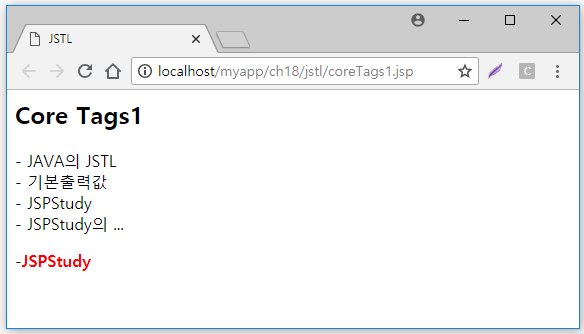 JSTL
localhost/myapp/ch18/jstl/coreTags1.jsp
C
Core Tags1
- JAVA의 JSTL
- 기본출력값
- JSPStudy
- JSPStudy의 ...
-JSPStudy